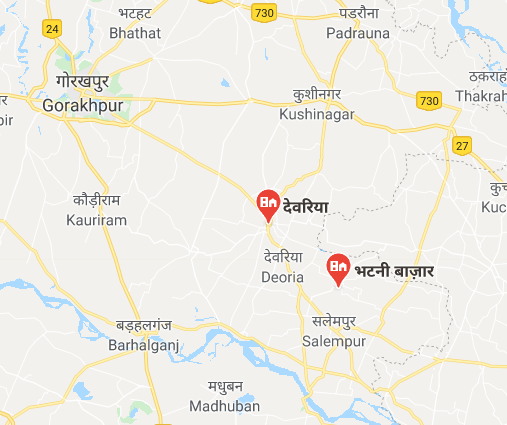 भटहट
Bhathat
730
पडरौना
Padrauna
24
गोरखपुर
Gorakhpur
कुशीनगर
Kushinagar
730
Thakrah
27
कौड़ीराम
Kauriram
देवरिया
देवरिया
Deoria
भटनी बाज़ार
सलेमपुर
Salempur
बड़हलगंज
Barhalganj
मधुबन
Madhuban